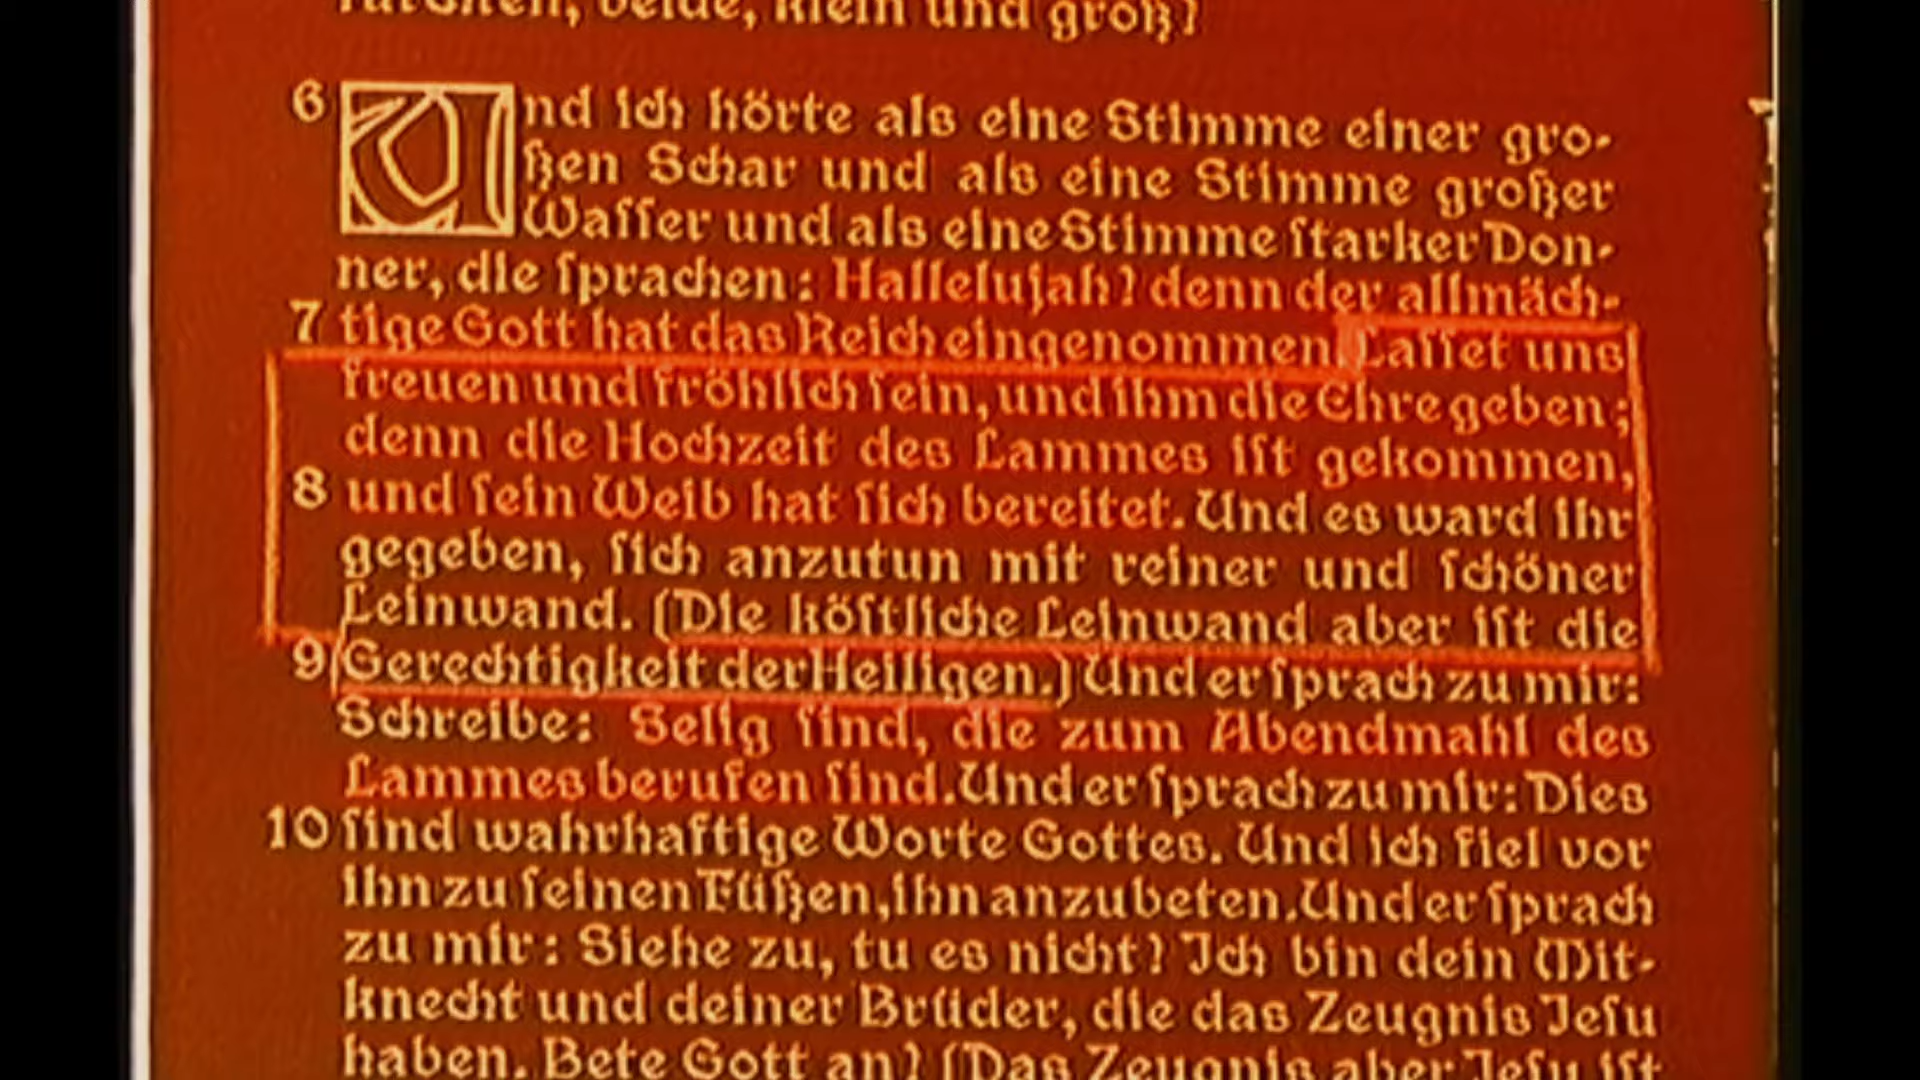 fürchten, beide, klein und groß!
6 Und ich hörte als eine Stimme einer gro-
ßen Schar und als eine Stimme großer
Wasser und als eine Stimme starker Don-
ner, die sprachen: Hallelujah! denn der allmäch-
7 tige Gott hat das Reich eingenommen. Lasset uns
freuen und fröhlich sein, und ihm die Ehre geben;
denn die Hochzeit des Lammes ist gekommen,
8 und sein Weib hat sich bereitet. Und es ward ihr
gegeben, sich anzutun mit reiner und schöner
Leinwand. (Die köstliche Leinwand aber ist die
9 Gerechtigkeit der Heiligen.) Und er sprach zu mir:
Schreibe: Selig sind, die zum Abendmahl des
Lammes berufen sind. Und er sprach zu mir: Dies
10 sind wahrhaftige Worte Gottes. Und ich fiel vor
ihn zu seinen Füßen, ihn anzubeten. Und er sprach
zu mir: Siehe zu, tu es nicht! Ich bin dein Mit-
knecht und deiner Brüder, die das Zeugnis Jesu
haben. Bete Gott an! (Das Zeugnis aber Jesu ist